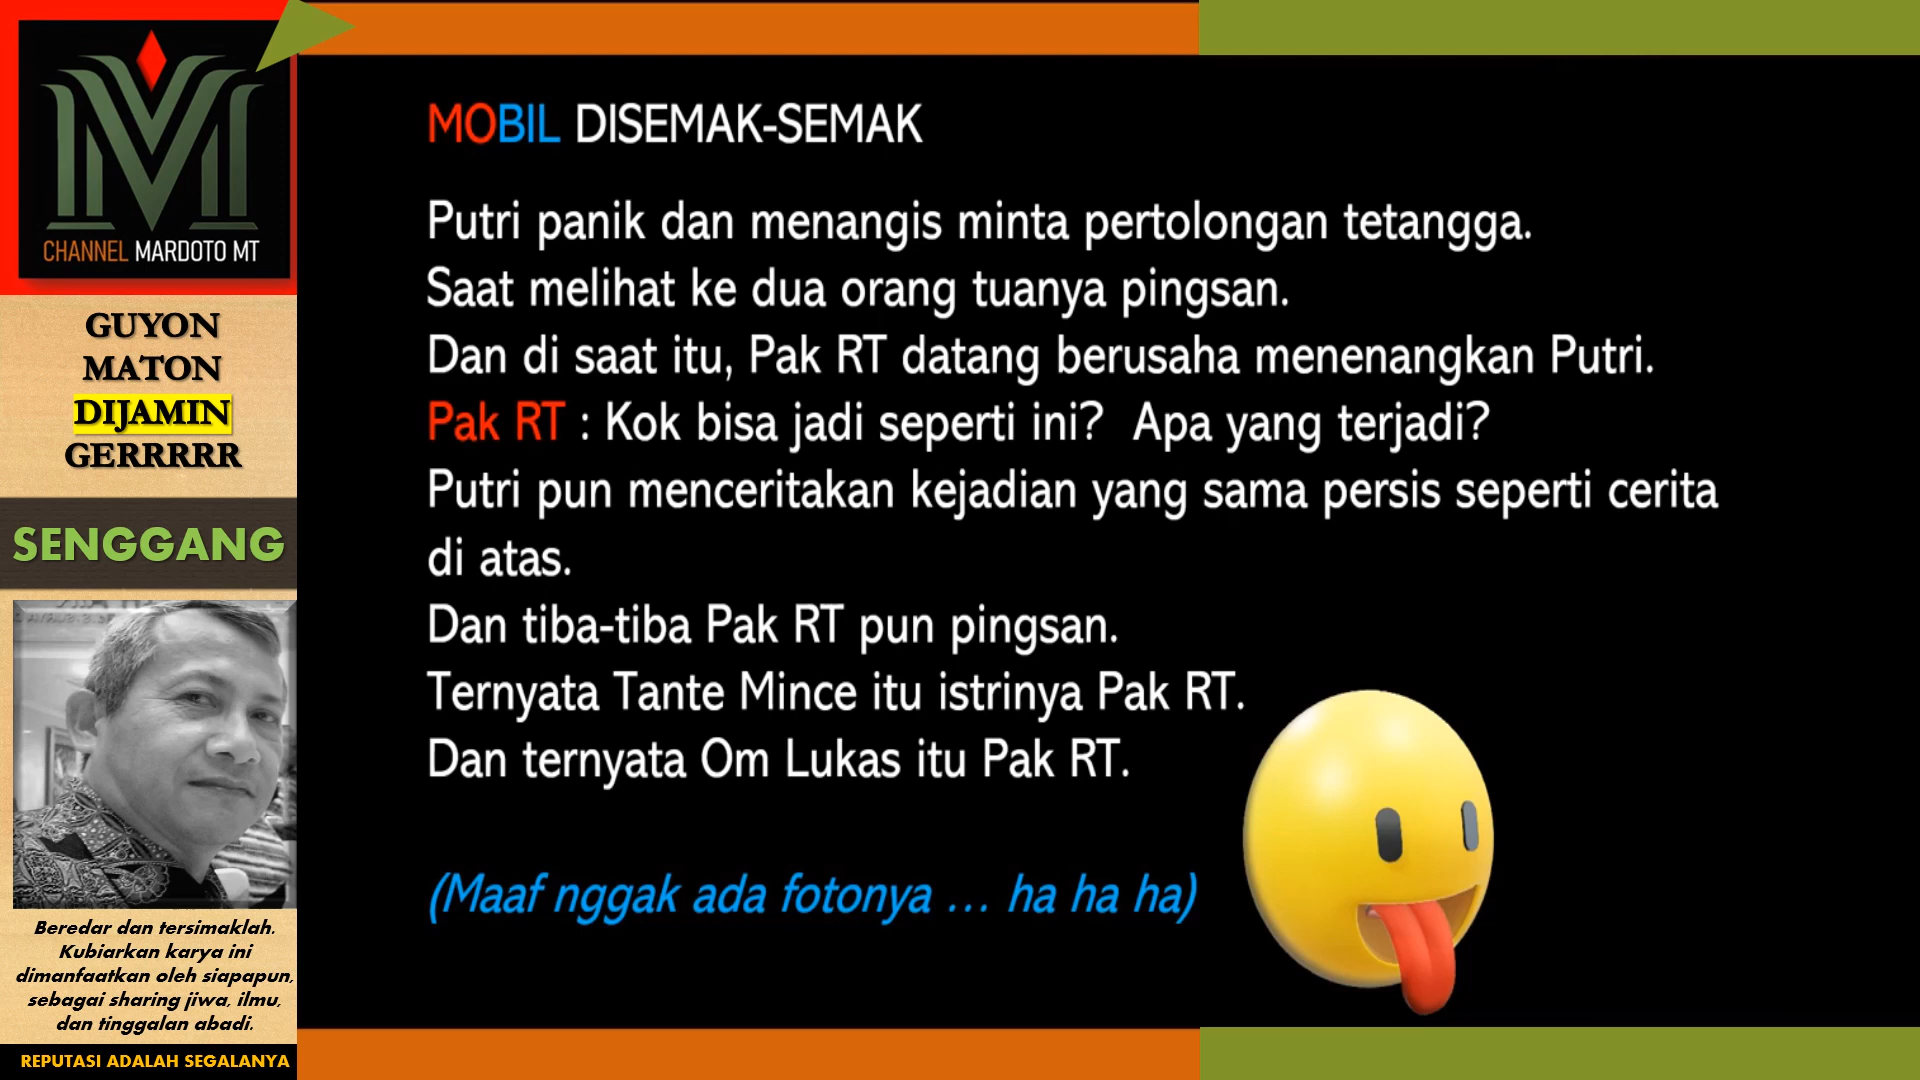 CHANNEL MARDOTO MT
GUYON
MATON
DIJAMIN
GERRRRR
SENGGANG
Beredar dan tersimaklah.
Kubiarkan karya ini
dimanfaatkan oleh siapapun,
sebagai sharing jiwa, ilmu,
dan tinggalan abadi.
REPUTASI ADALAH SEGALANYA
MOBIL DISEMAK-SEMAK
Putri panik dan menangis minta pertolongan tetangga.
Saat melihat ke dua orang tuanya pingsan.
Dan di saat itu, Pak RT datang berusaha menenangkan Putri.
Pak RT : Kok bisa jadi seperti ini? Apa yang terjadi?
Putri pun menceritakan kejadian yang sama persis seperti cerita
di atas.
Dan tiba-tiba Pak RT pun pingsan.
Ternyata Tante Mince itu istrinya Pak RT.
Dan ternyata Om Lukas itu Pak RT.
(Maaf nggak ada fotonya ... ha ha ha)